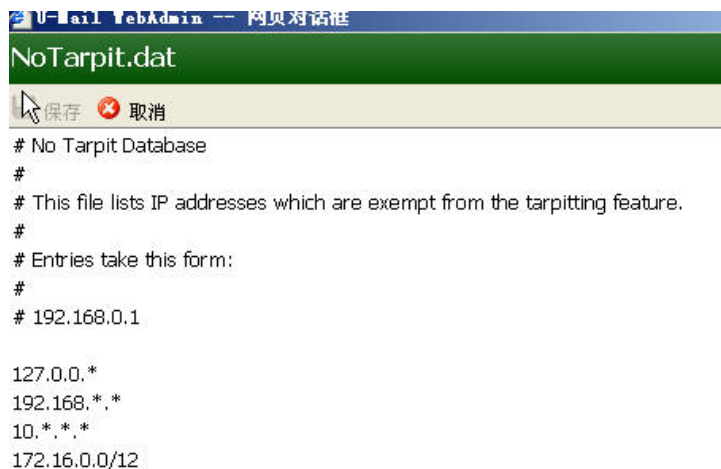 U-Mail WebAdmin -- 网页对话框
NoTarpit.dat
保存 取消
# No Tarpit Database
#
# This file lists IP addresses which are exempt from the tarpitting feature.
#
# Entries take this form:
#
# 192.168.0.1
127.0.0.*
192.168.*.*
10.*.*.*
172.16.0.0/12